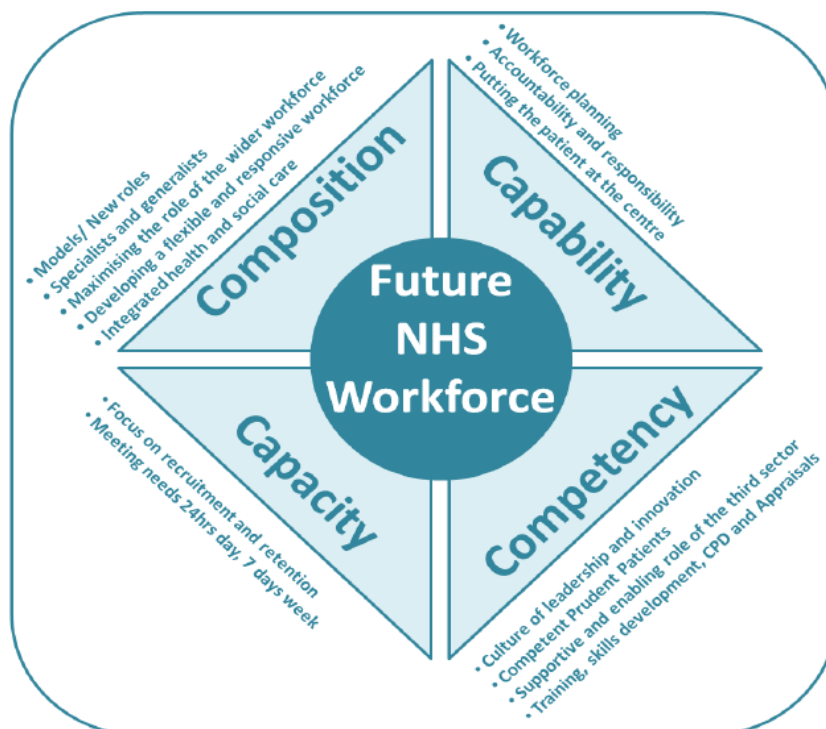 Composition
• Models/ New roles
• Specialists and generalists
• Maximising the role of the wider workforce
• Developing a flexible and responsive workforce
• Integrated health and social care
Capability
• Workforce planning
• Accountability and responsibility
• Putting the patient at the centre
Future
NHS
Workforce
Capacity
• Focus on recruitment and retention
• Meeting needs 24hrs day, 7 days week
Competency
• Culture of leadership and innovation
• Competent Prudent Patients
• Supportive and enabling role of the third sector
• Training, skills development, CPD and Appraisals